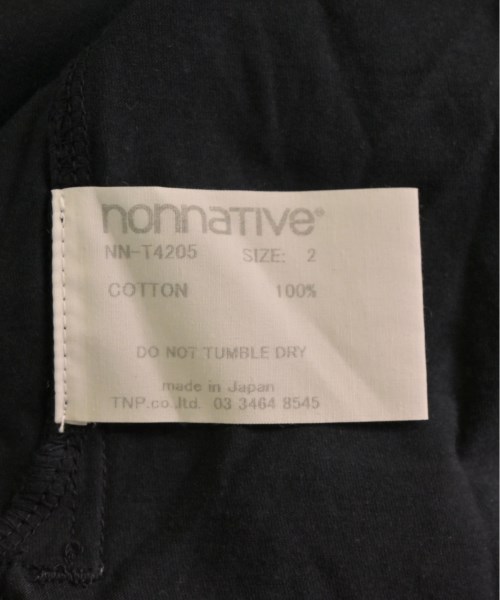 nonnative®
NN-T4205 SIZE: 2
COTTON 100%
DO NOT TUMBLE DRY
made in Japan
TNP.co.ltd. 03 3464 8545